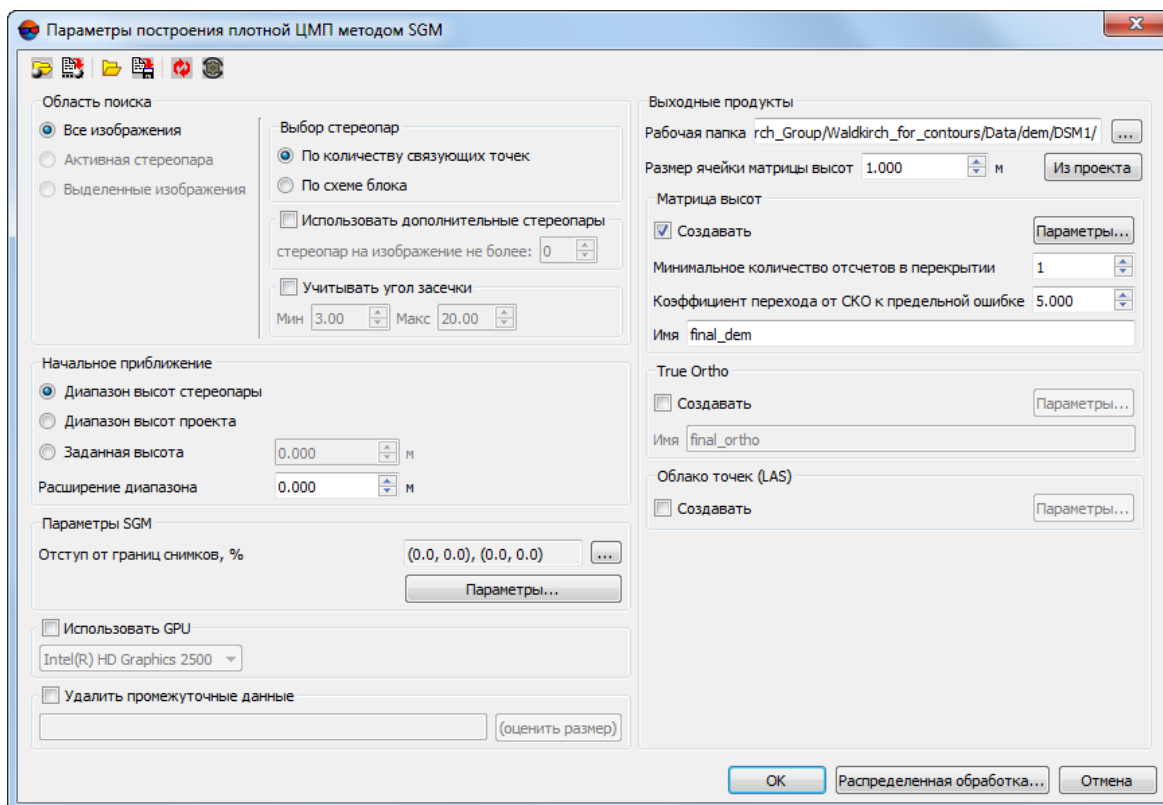 Параметры построения плотной ЦМП методом SGM
Область поиска
Все изображения
Активная стереопара
Выделенные изображения
Выбор стереопар
По количеству связующих точек
По схеме блока
Использовать дополнительные стереопары
стереопар на изображение не более: 0
Учитывать угол засечки
Мин 3.00 Макс 20.00
Начальное приближение
Диапазон высот стереопары
Диапазон высот проекта
Заданная высота 0.000 м
Расширение диапазона 0.000 м
Параметры SGM
Отступ от границ снимков, % (0.0, 0.0), (0.0, 0.0) ...
Параметры...
Использовать GPU
Intel(R) HD Graphics 2500
Удалить промежуточные данные
(оценить размер)
Выходные продукты
Рабочая папка rch_Group/Waldkirch_for_contours/Data/dem/DSM1/ ...
Размер ячейки матрицы высот 1.000 м Из проекта
Матрица высот
Создавать Параметры...
Минимальное количество отсчетов в перекрытии 1
Коэффициент перехода от СКО к предельной ошибке 5.000
Имя final_dem
True Ortho
Создавать Параметры...
Имя final_ortho
Облако точек (LAS)
Создавать Параметры...
OK Распределенная обработка... Отмена